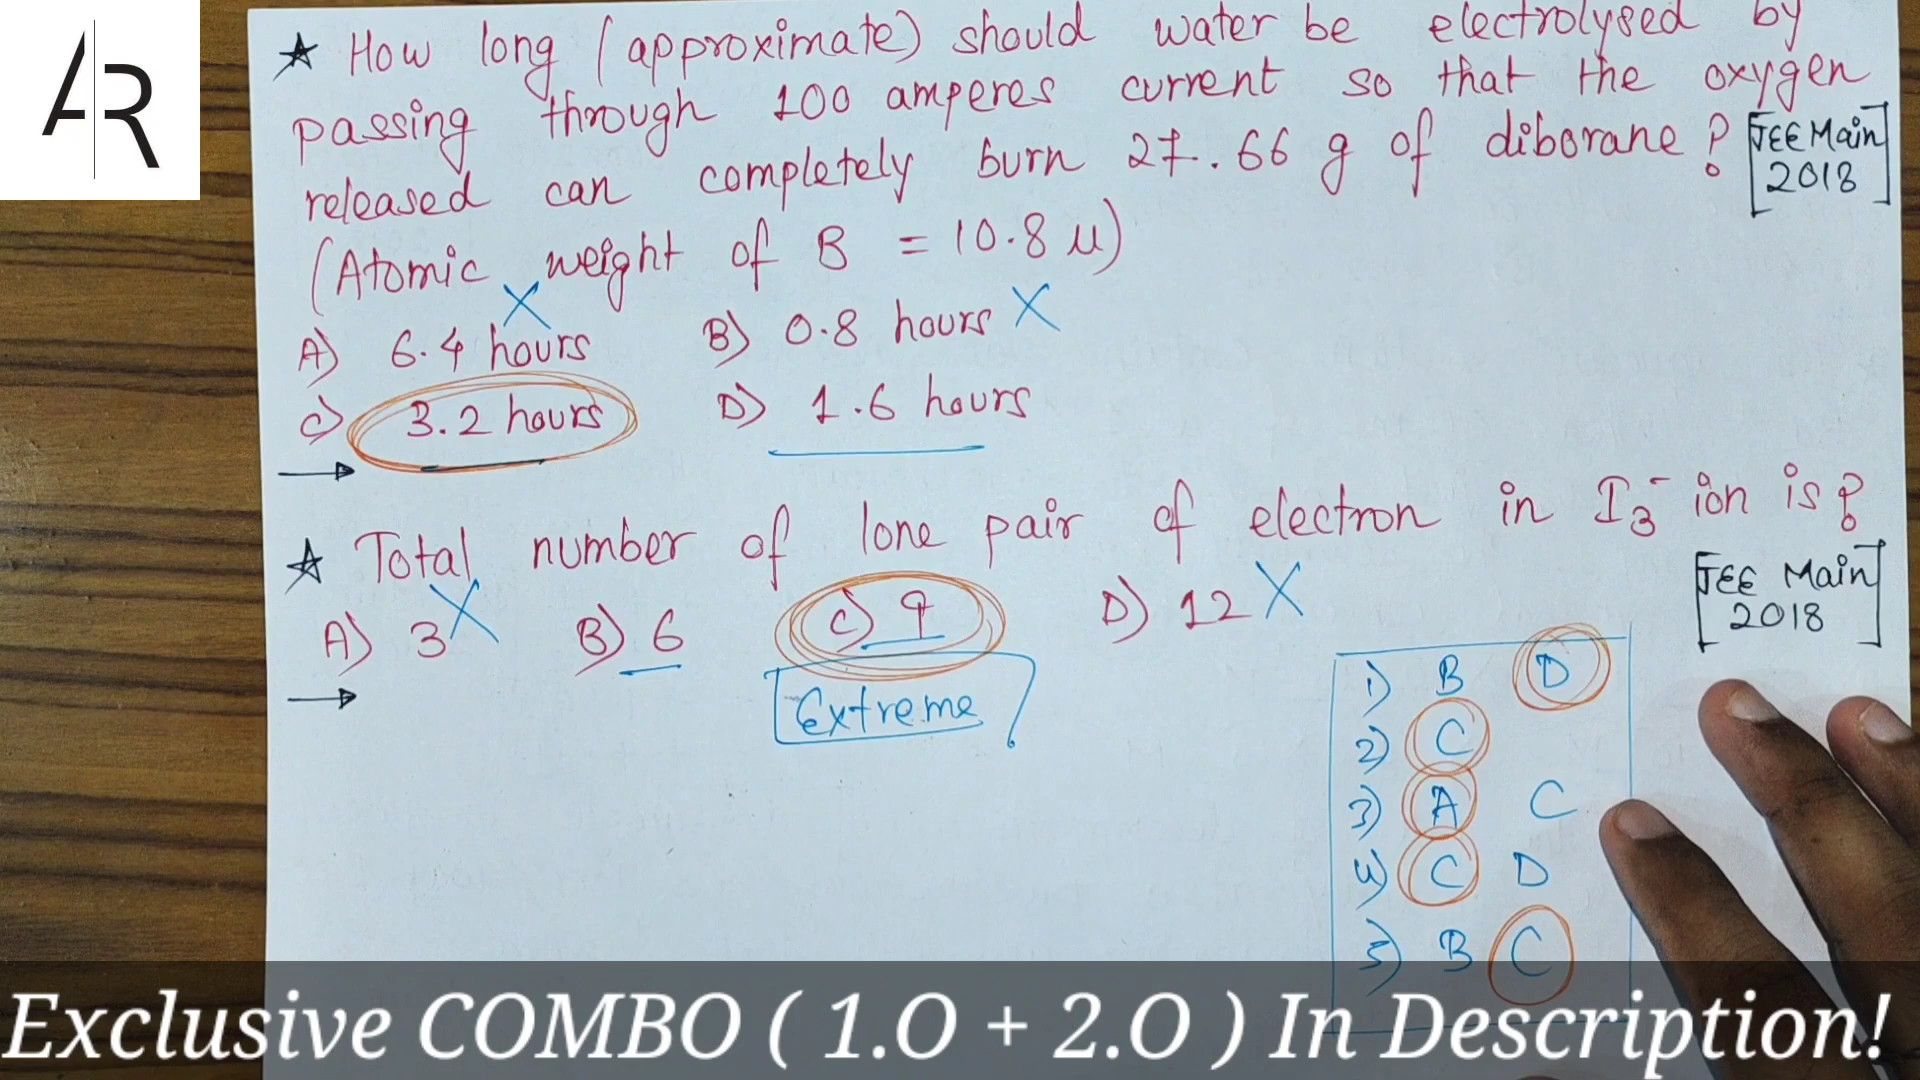 AR
★ How long (approximate) should water be electrolysed by
passing through 100 amperes current so that the oxygen
released can completely burn 27.66 g of diborane?
[JEE Main
2018]
(Atomic weight of B = 10.8 u)
A) 6.4 hours X B) 0.8 hours X
C) 3.2 hours D) 1.6 hours
→
★ Total number of lone pair of electron in I3- ion is?
[JEE Main
2018]
A) 3 X B) 6 C) 9 D) 12 X
→
Extreme
1) B D
2) C
3) A C
4) C D
5) B C
Exclusive COMBO ( 1.O + 2.O ) In Description!